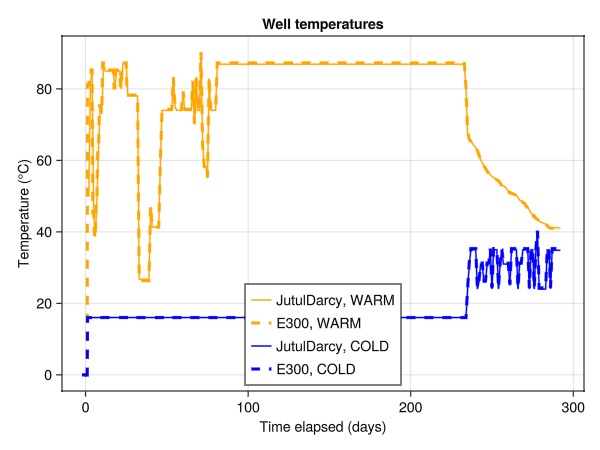 Well temperatures
Temperature (°C)
80
60
40
20
0
JutulDarcy, WARM
E300, WARM
JutulDarcy, COLD
E300, COLD
0
100
200
300
Time elapsed (days)